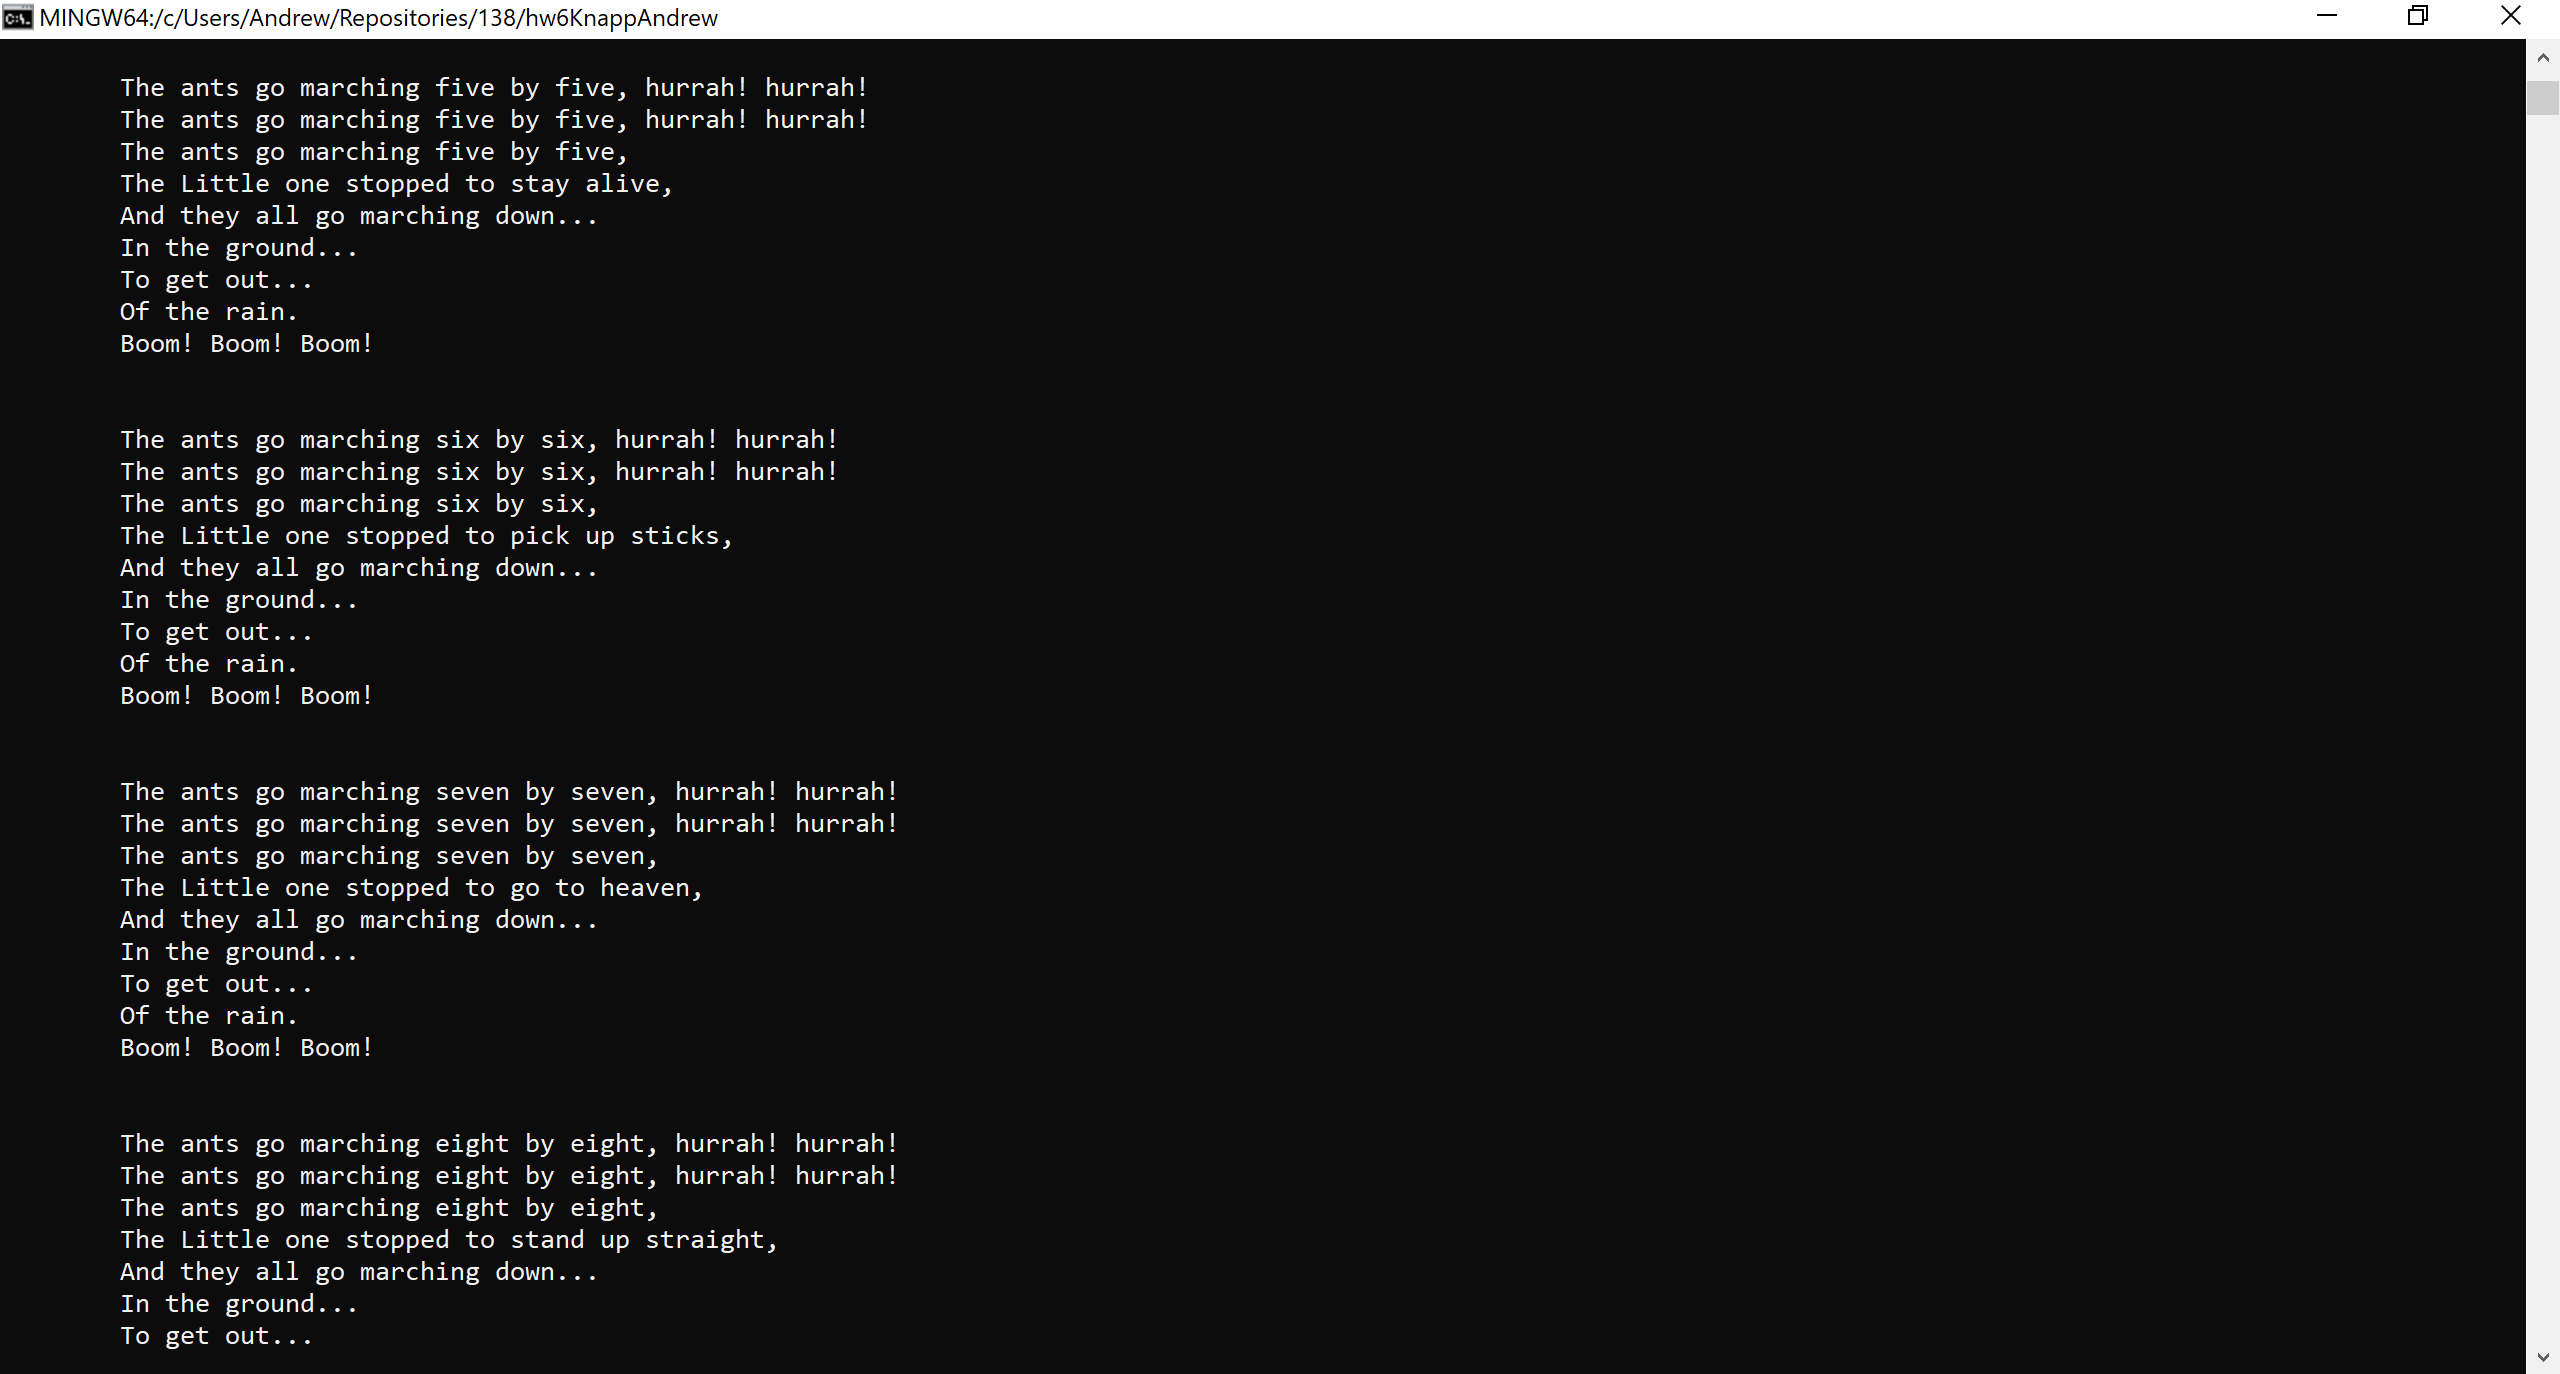 MINGW64:/c/Users/Andrew/Repositories/138/hw6KnappAndrew
The ants go marching five by five, hurrah! hurrah!
The ants go marching five by five, hurrah! hurrah!
The ants go marching five by five,
The Little one stopped to stay alive,
And they all go marching down...
In the ground...
To get out...
Of the rain.
Boom! Boom! Boom!
The ants go marching six by six, hurrah! hurrah!
The ants go marching six by six, hurrah! hurrah!
The ants go marching six by six,
The Little one stopped to pick up sticks,
And they all go marching down...
In the ground...
To get out...
Of the rain.
Boom! Boom! Boom!
The ants go marching seven by seven, hurrah! hurrah!
The ants go marching seven by seven, hurrah! hurrah!
The ants go marching seven by seven,
The Little one stopped to go to heaven,
And they all go marching down...
In the ground...
To get out...
Of the rain.
Boom! Boom! Boom!
The ants go marching eight by eight, hurrah! hurrah!
The ants go marching eight by eight, hurrah! hurrah!
The ants go marching eight by eight,
The Little one stopped to stand up straight,
And they all go marching down...
In the ground...
To get out...